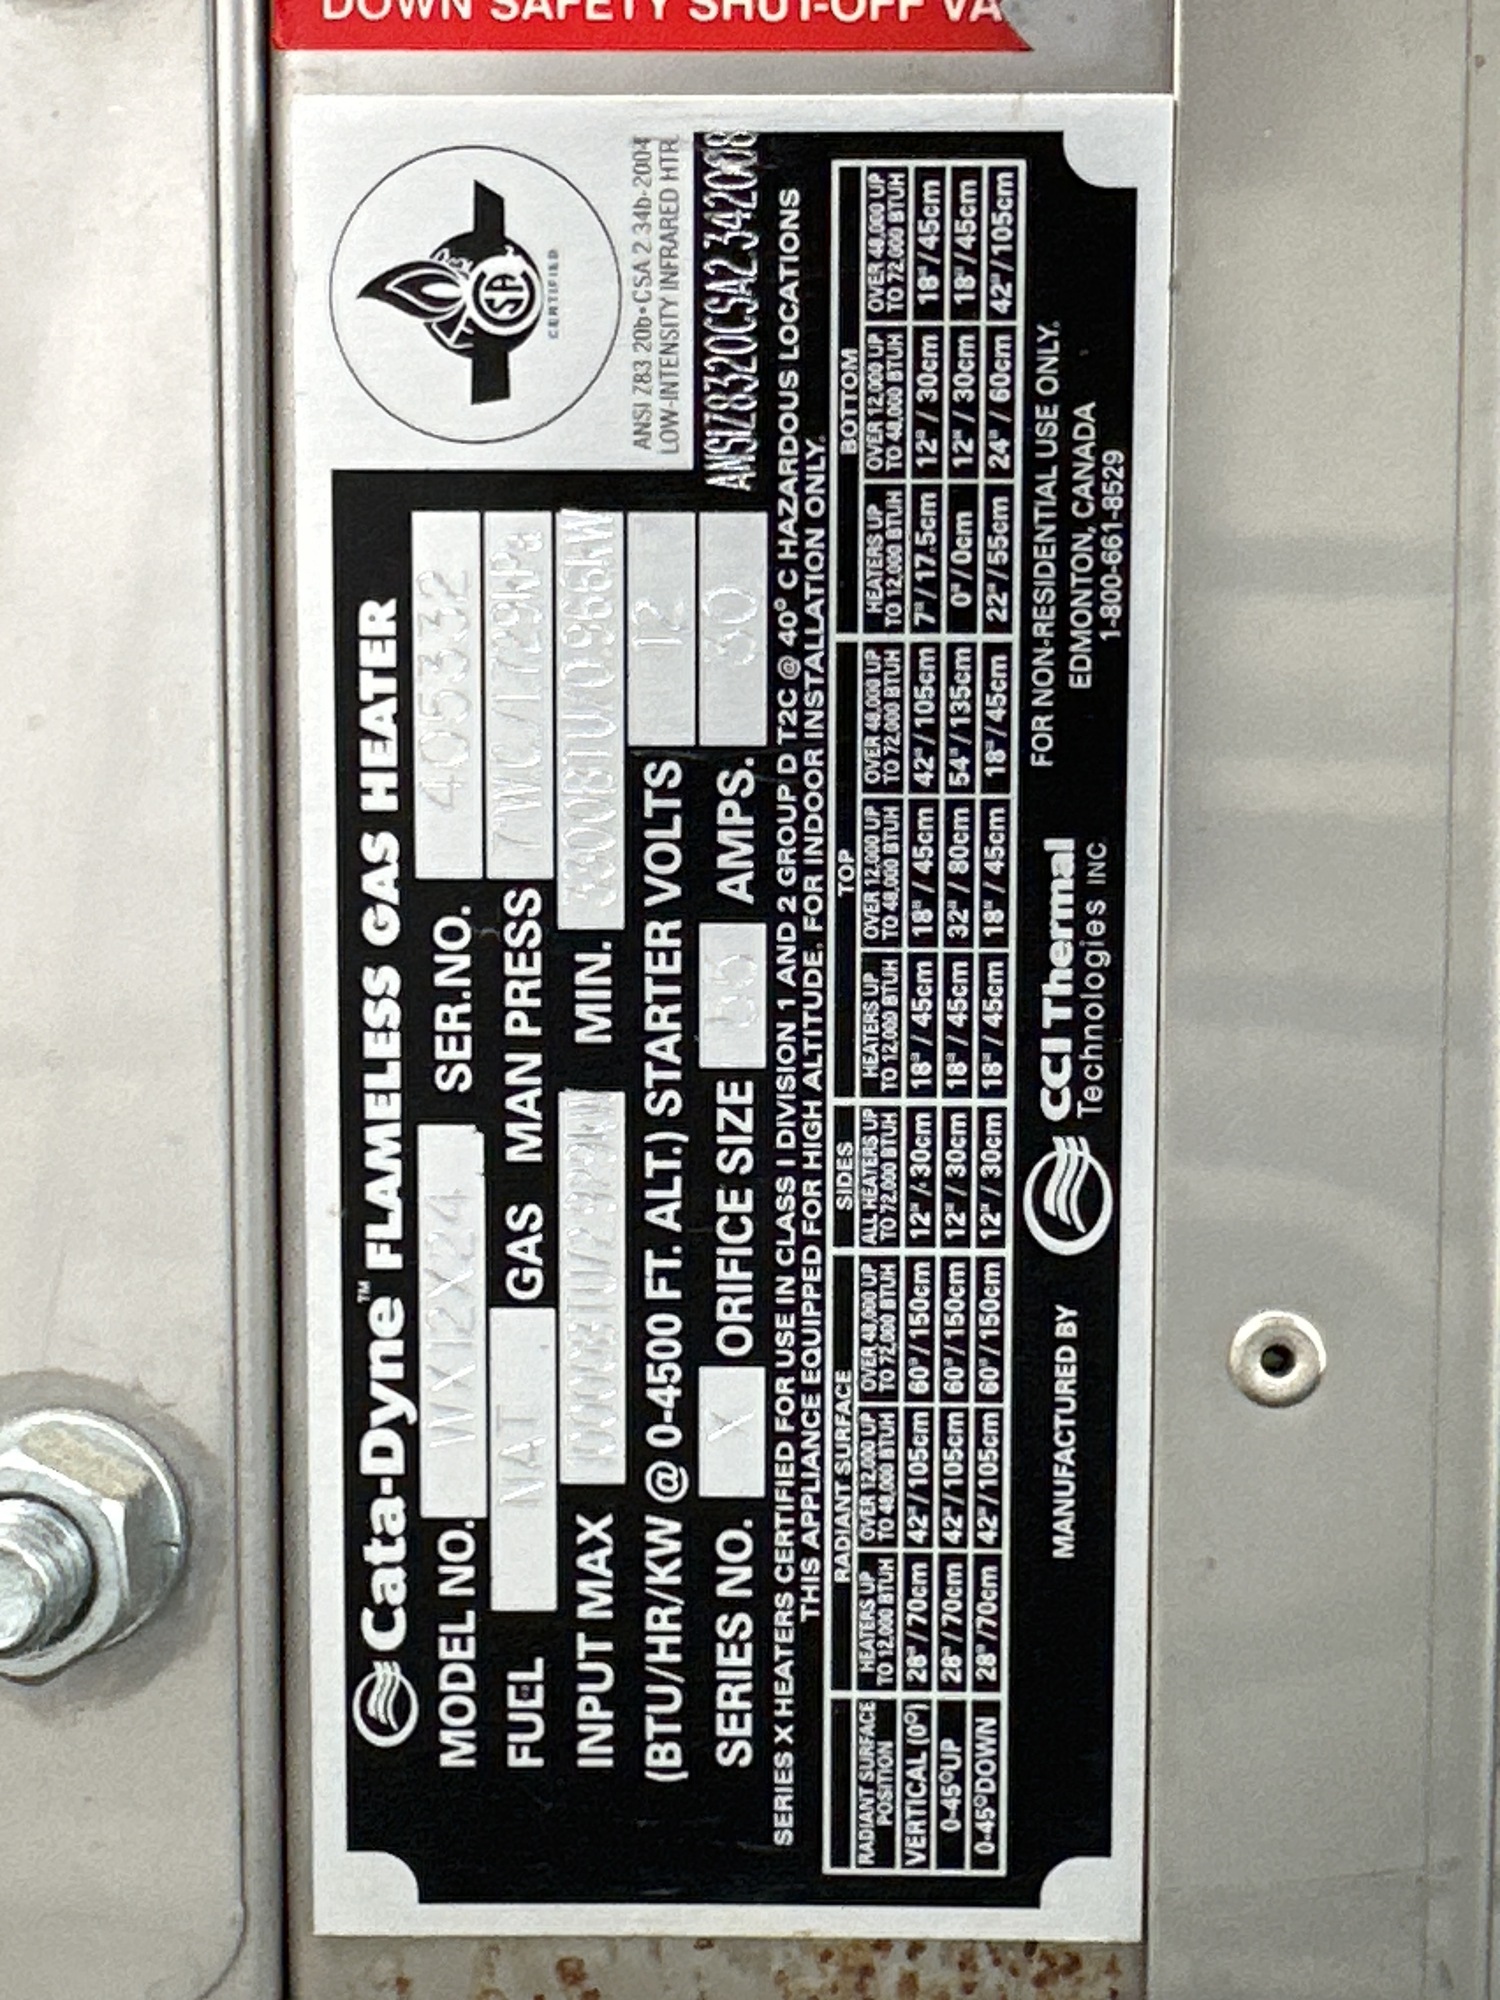 DOWN SAFETY SHUT-OFF VA
Cata-Dyne™ FLAMELESS GAS HEATER
MODEL NO. WX12X24 SER.NO. 405332
FUEL NAT GAS MAN PRESS 7"WC/1.729kPa
INPUT MAX MIN. 3300BTU/0.966kW
(BTU/HR/KW @ 0-4500 FT. ALT.) STARTER VOLTS 12
SERIES NO. X ORIFICE SIZE 55 AMPS. 30
CSA
CERTIFIED
ANSI Z83 20b•CSA 2 34b-2004
LOW-INTENSITY INFRARED HTR
ANSIZ8320CSA2342008
SERIES X HEATERS CERTIFIED FOR USE IN CLASS I DIVISION 1 AND 2 GROUP D T2C @ 40° C HAZARDOUS LOCATIONS
THIS APPLIANCE EQUIPPED FOR HIGH ALTITUDE. FOR INDOOR INSTALLATION ONLY.
RADIANT SURFACE SIDES TOP BOTTOM
RADIANT SURFACE HEATERS UP OVER 12,000 UP OVER 48,000 UP ALL HEATERS UP HEATERS UP OVER 12,000 UP OVER 48,000 UP HEATERS UP OVER 12,000 UP OVER 48,000 UP
POSITION TO 12,000 BTUH TO 48,000 BTUH TO 72,000 BTUH TO 72,000 BTUH TO 12,000 BTUH TO 48,000 BTUH TO 72,000 BTUH TO 12,000 BTUH TO 48,000 BTUH TO 72,000 BTUH
VERTICAL (0°) 28" / 70cm 42" / 105cm 60" / 150cm 12" / 30cm 18" / 45cm 18" / 45cm 42" / 105cm 7" / 17.5cm 12" / 30cm 18" / 45cm
0-45°UP 28" / 70cm 42" / 105cm 60" / 150cm 12" / 30cm 18" / 45cm 32" / 80cm 54" / 135cm 0" / 0cm 12" / 30cm 18" / 45cm
0-45°DOWN 28" / 70cm 42" / 105cm 60" / 150cm 12" / 30cm 18" / 45cm 18" / 45cm 18" / 45cm 22" / 55cm 24" / 60cm 42" / 105cm
MANUFACTURED BY CCI Thermal
Technologies INC.
FOR NON-RESIDENTIAL USE ONLY.
EDMONTON, CANADA
1-800-661-8529